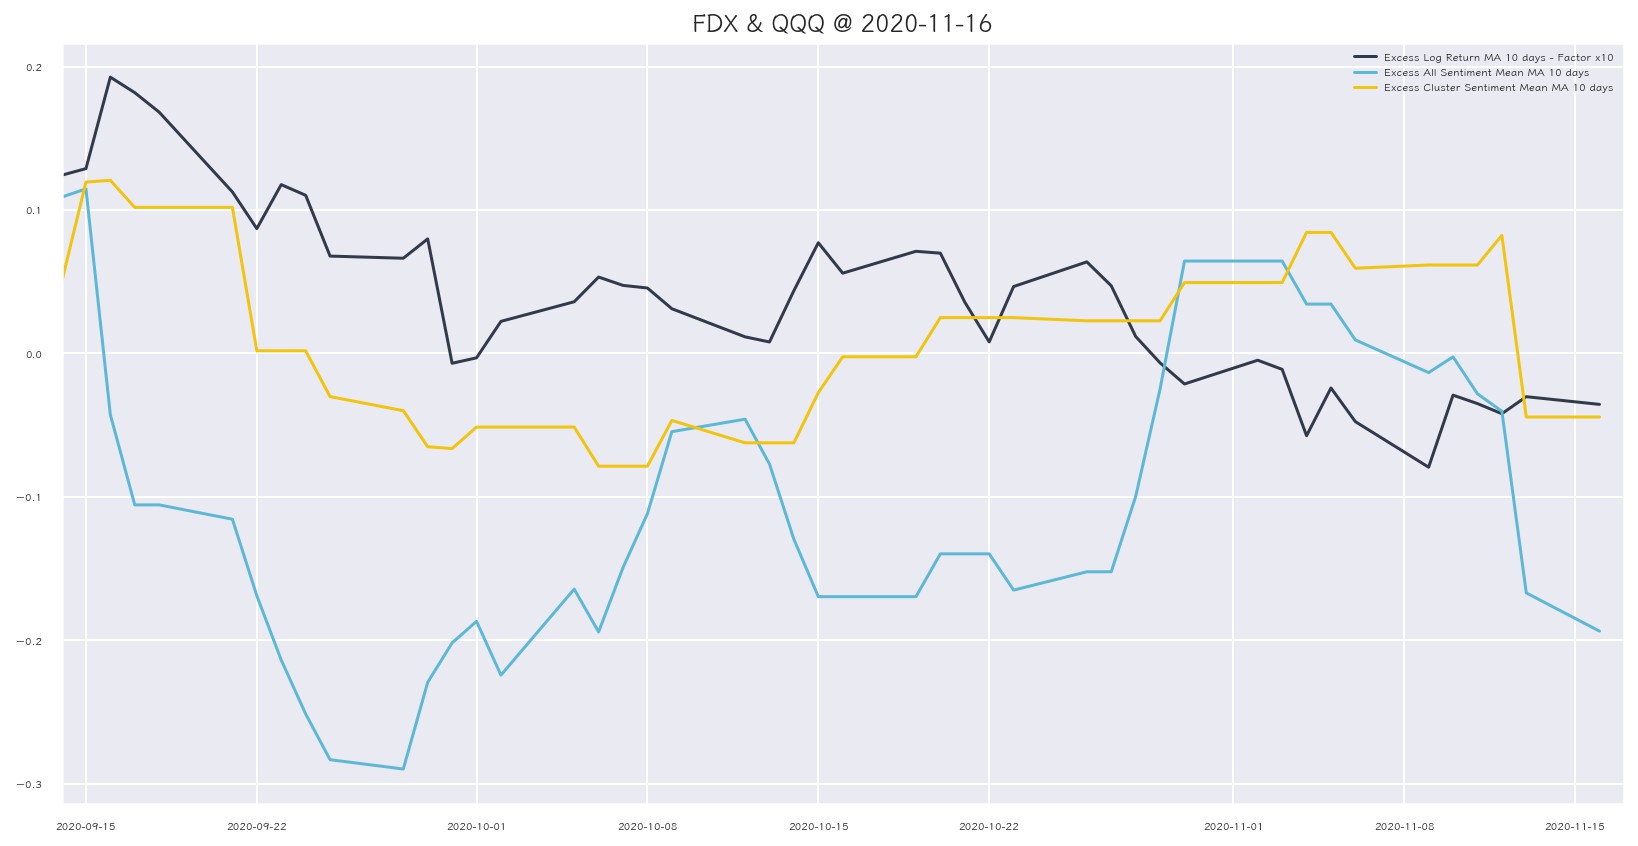 FDX & QQQ @ 2020-11-16
Excess Log Return MA 10 days - Factor x10
Excess All Sentiment Mean MA 10 days
Excess Cluster Sentiment Mean MA 10 days
0.2
0.1
0.0
−0.1
−0.2
−0.3
2020-09-15 2020-09-22 2020-10-01 2020-10-08 2020-10-15 2020-10-22 2020-11-01 2020-11-08 2020-11-15